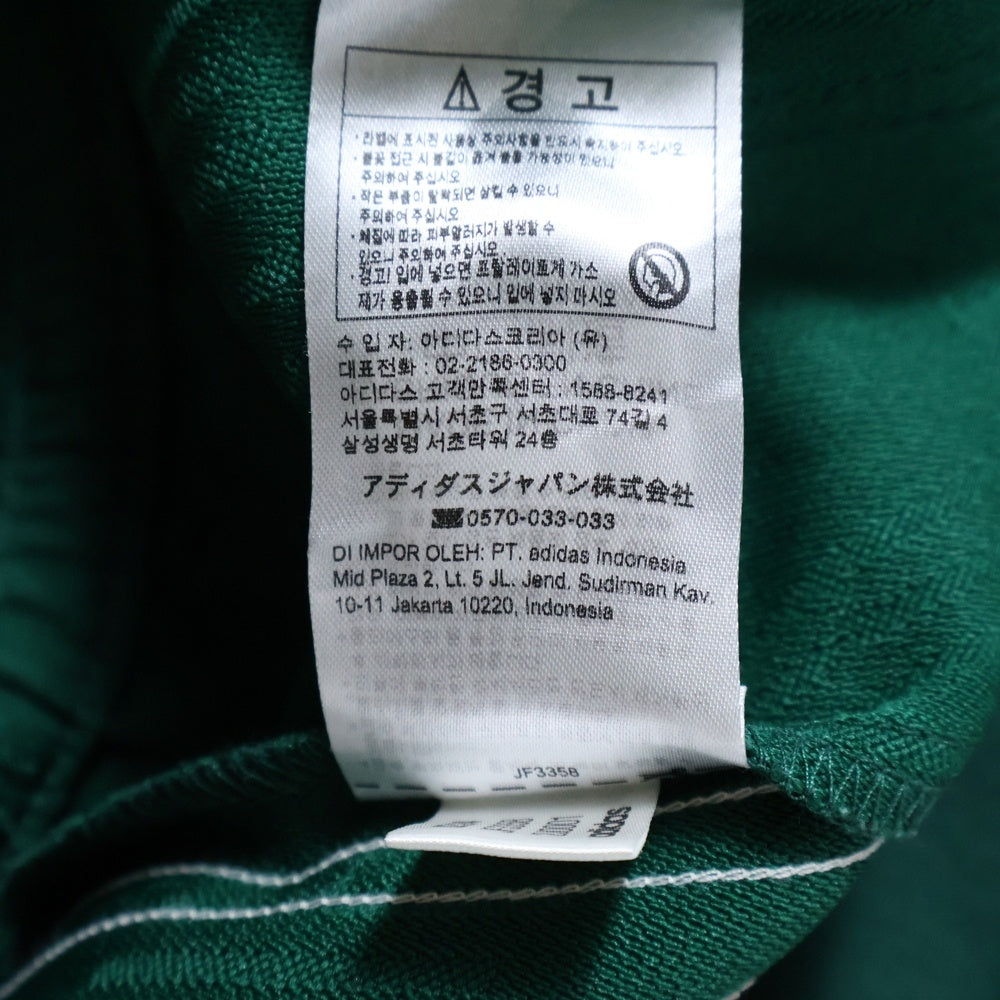 경 고
· 라벨에 표시된 사용상 주의사항을 반드시 숙지하여 주십시오
· 불꽃 접근 시 불길이 옮겨 붙을 가능성이 있으니
주의하여 주십시오
· 작은 부품이 탈락되면 삼킬 수 있으니
주의하여 주십시오
· 체질에 따라 피부알러지가 발생할 수
있으니 주의하여 주십시오
· 경고! 입에 넣으면 프탈레이트계 가소
제가 용출될 수 있으니 입에 넣지 마시오
수 입 자: 아디다스코리아 (유)
대표전화 : 02-2186-0300
아디다스 고객만족센터 : 1588-8241
서울특별시 서초구 서초대로 74길 4
삼성생명 서초타워 24층
アディダスジャパン株式会社
0570-033-033
DI IMPOR OLEH: PT. adidas Indonesia
Mid Plaza 2, Lt. 5 JL. Jend. Sudirman Kav.
10-11 Jakarta 10220, Indonesia
JF3358
adidas